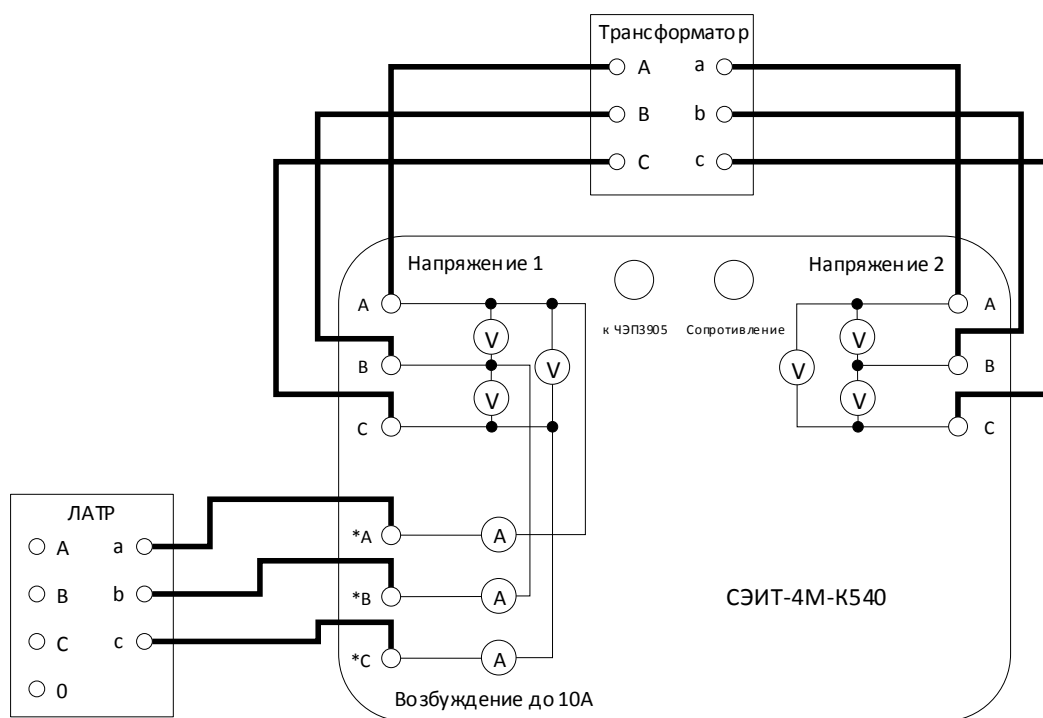 Трансформатор
A a
B b
C c
Напряжение 1
Напряжение 2
к ЧЭП3905
Сопротивление
A
V
V
B
V
C
V
V
A
B
V
C
ЛАТР
A a
B b
C c
0
*A A
*B A
*C A
СЭИТ-4М-К540
Возбуждение до 10А